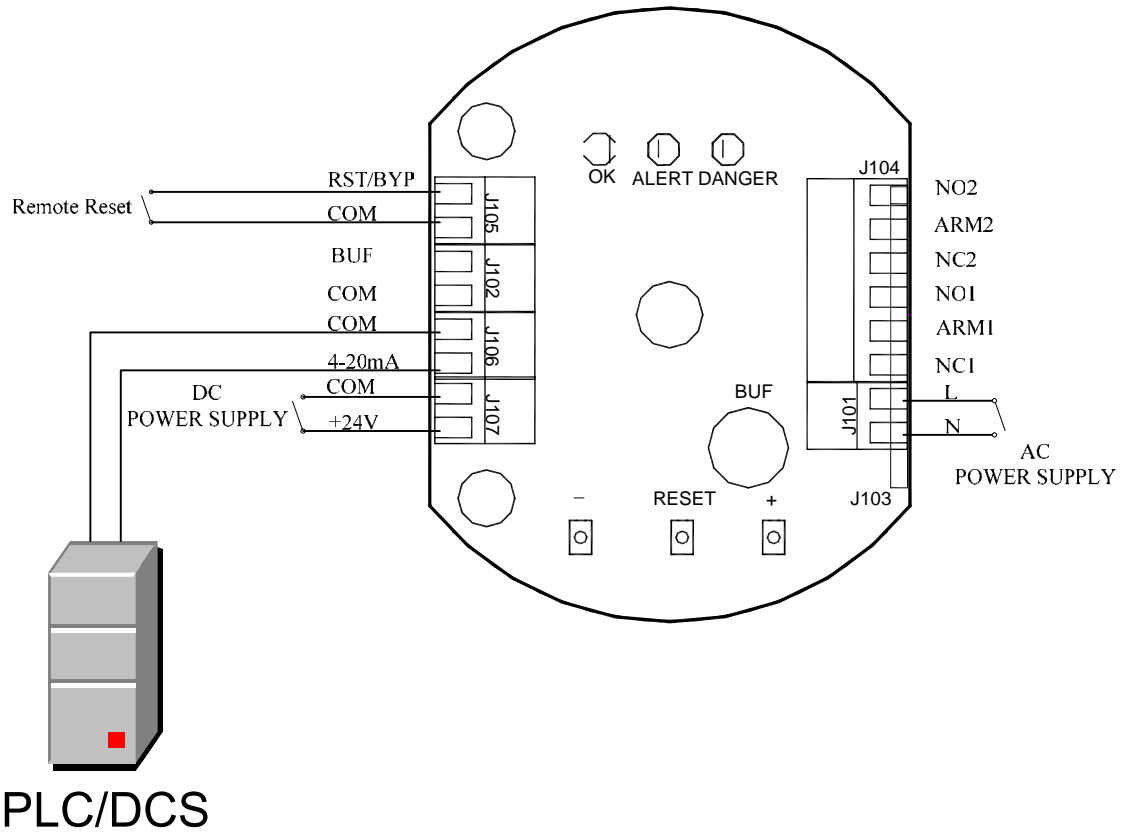 OK
ALERT
DANGER
J104
RST/BYP
Remote Reset
COM
J105
BUF
COM
J102
COM
4-20mA
J106
COM
DC
POWER SUPPLY
+24V
J107
NO2
ARM2
NC2
NO1
ARM1
NC1
L
N
J101
AC
POWER SUPPLY
BUF
J103
–
RESET
+
PLC/DCS